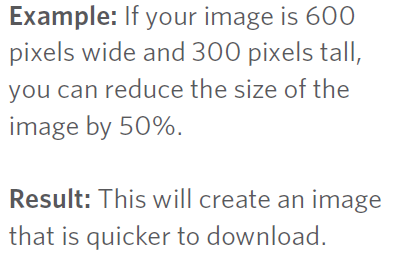 Example: If your image is 600
pixels wide and 300 pixels tall,
you can reduce the size of the
image by 50%.
Result: This will create an image
that is quicker to download.